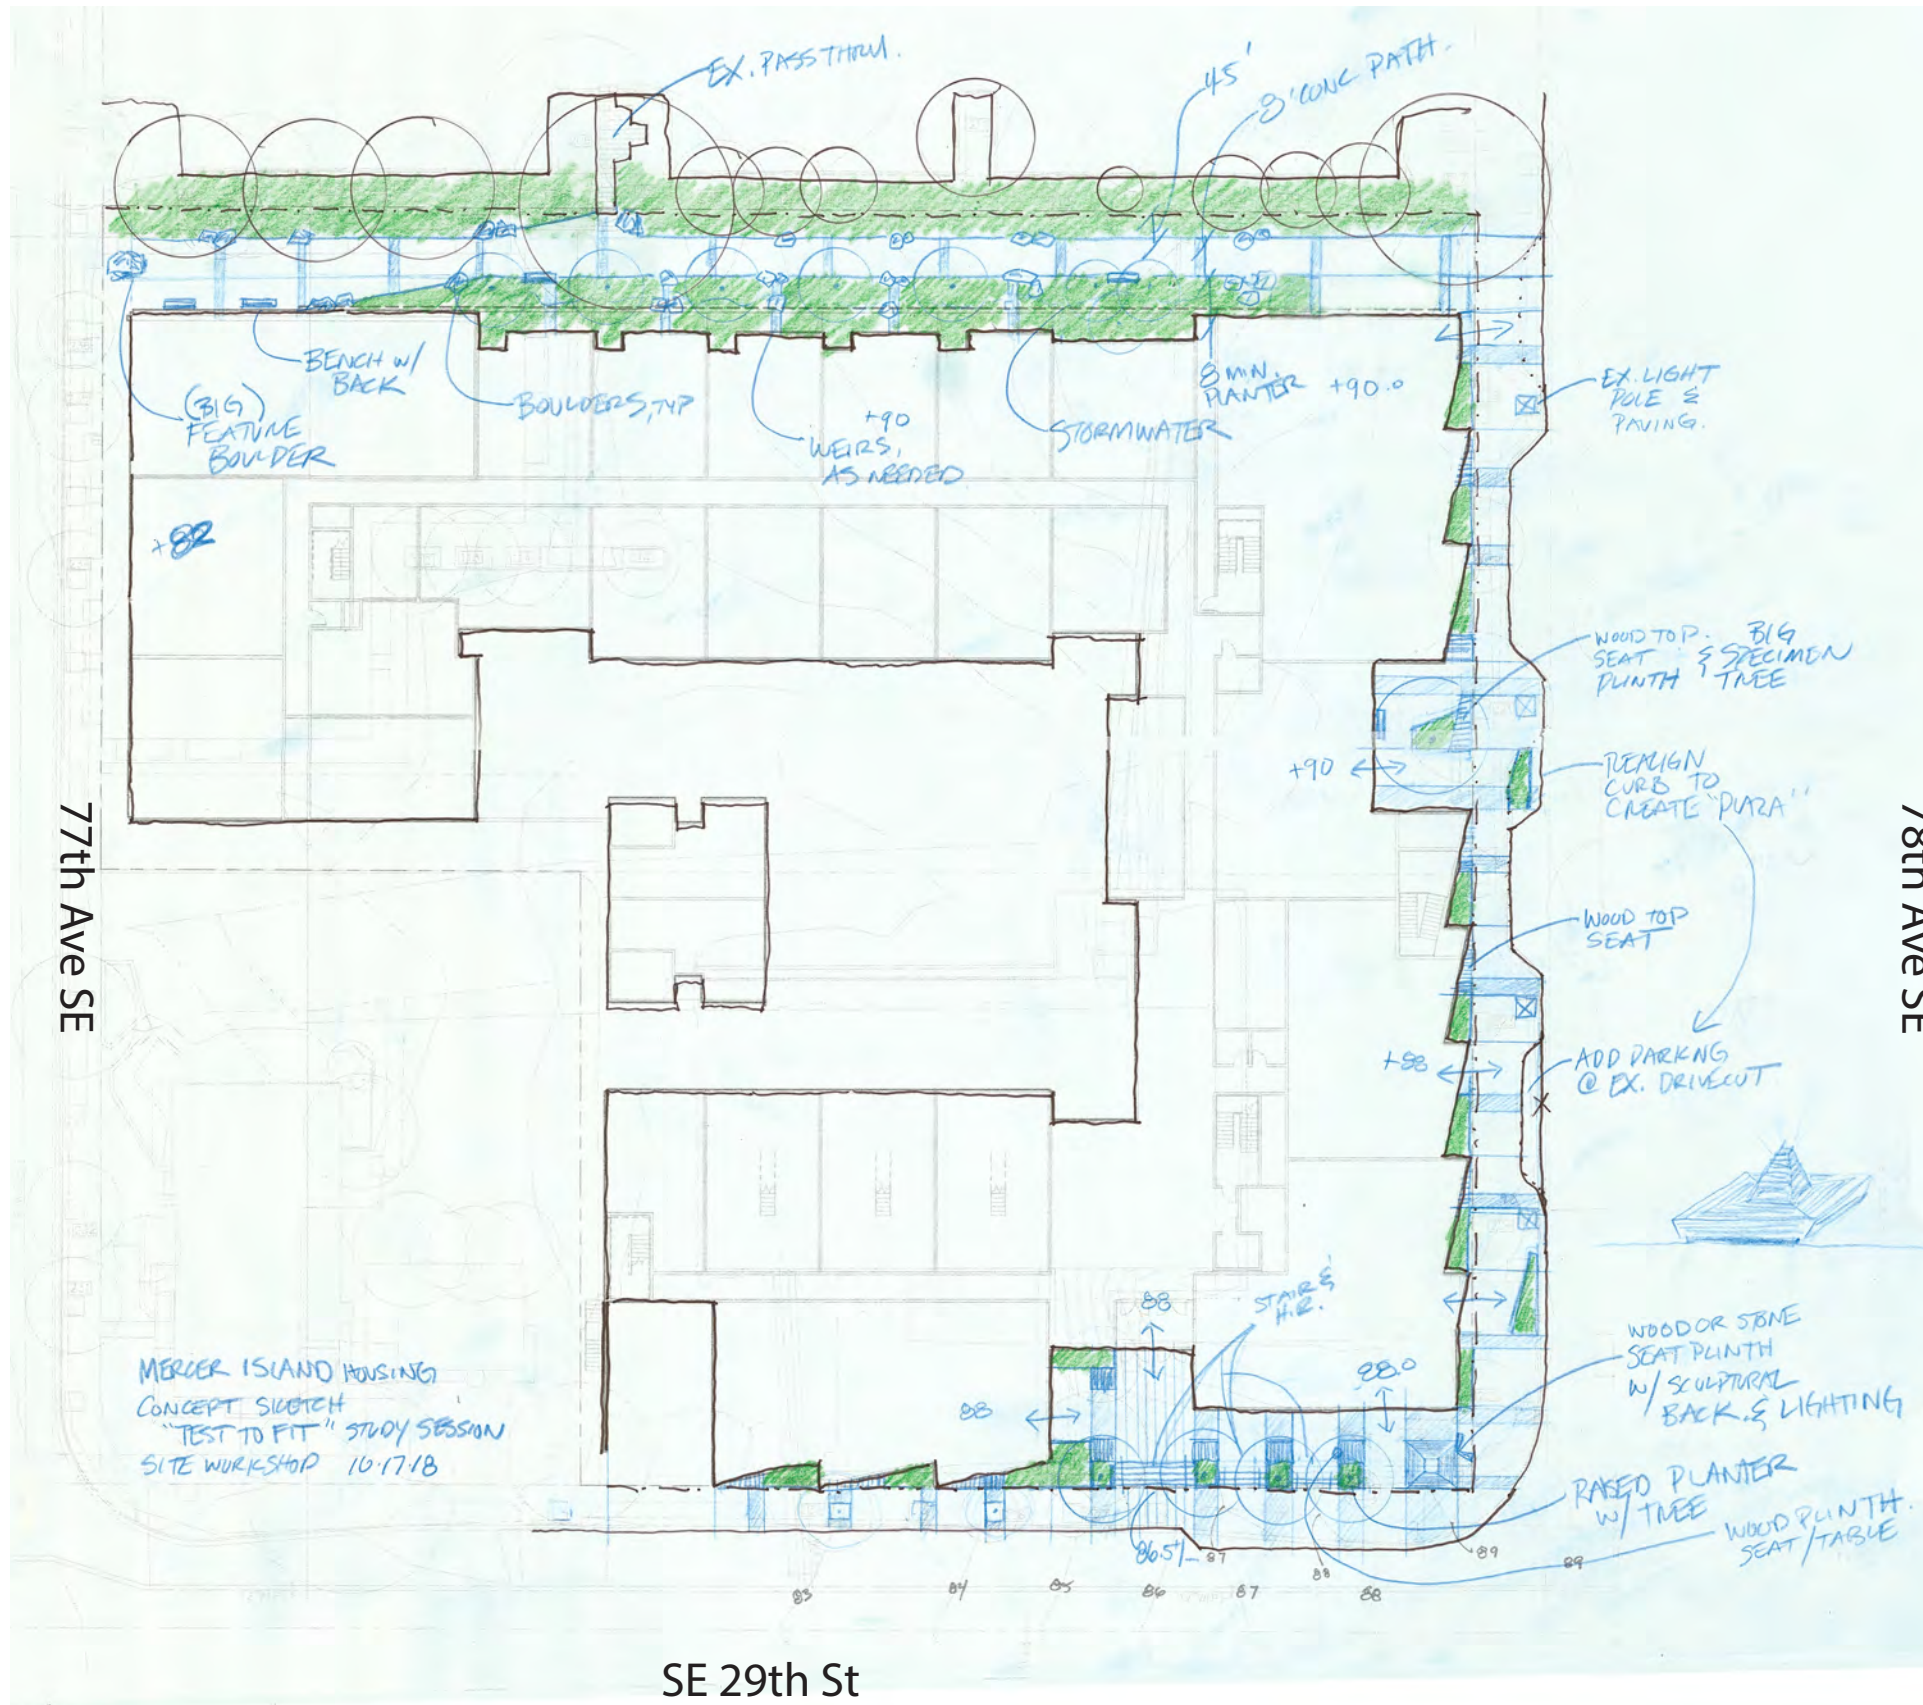 EX. PASS THRU.
45'
8' CONC PATH.
BENCH W/
BACK
(BIG)
FEATURE
BOULDER
BOULDERS, TYP
+90
WEIRS,
AS NEEDED
STORMWATER
8 MIN.
PLANTER
+90.0
EX. LIGHT
POLE &
PAVING.
+82
WOOD TOP
SEAT
PLINTH
& BIG
SPECIMEN
TREE
+90
REALIGN
CURB TO
CREATE "PLAZA"
77th Ave SE
78th Ave SE
WOOD TOP
SEAT
+88
ADD PARKNG
@ EX. DRIVECUT
88
STAIR &
H.R.
88
88.0
WOOD OR STONE
SEAT PLINTH
W/ SCULPTURAL
BACK & LIGHTING
MERCER ISLAND HOUSING
CONCEPT SKETCH
"TEST TO FIT" STUDY SESSION
SITE WORKSHOP 10.17.18
RAISED PLANTER
W/ TREE
WOOD PLINTH.
SEAT/TABLE
86.5+/-
87
88
89
89
83
84
85
86
87
88
SE 29th St